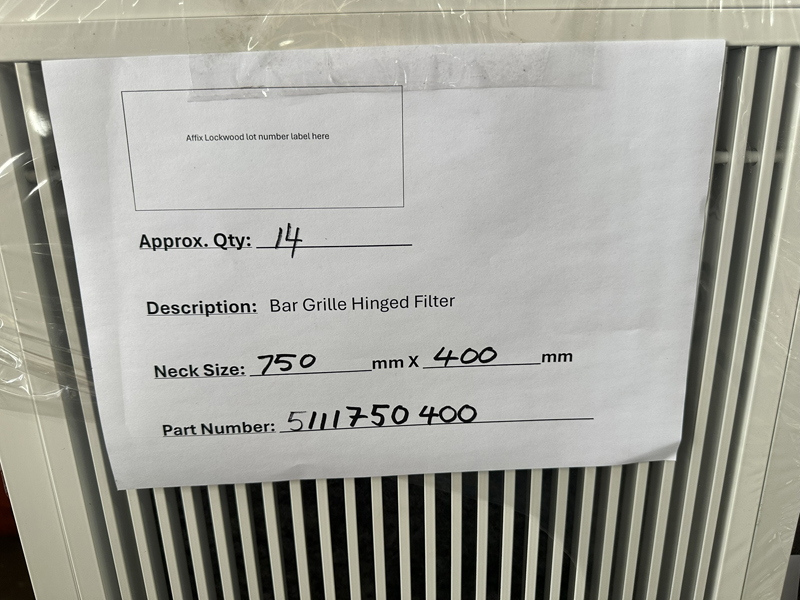 Affix Lockwood lot number label here
Approx. Qty: 14
Description: Bar Grille Hinged Filter
Neck Size: 750 mm X 400 mm
Part Number: 5111750400